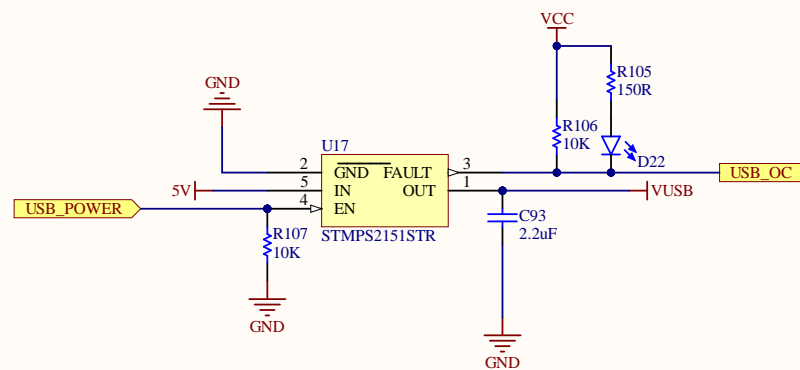 VCC
GND
R105
150R
R106
10K
D22
U17
2
GND
FAULT
3
USB_OC
5V
5
IN
OUT
1
VUSB
USB_POWER
4
EN
STMPS2151STR
C93
2.2uF
R107
10K
GND
GND